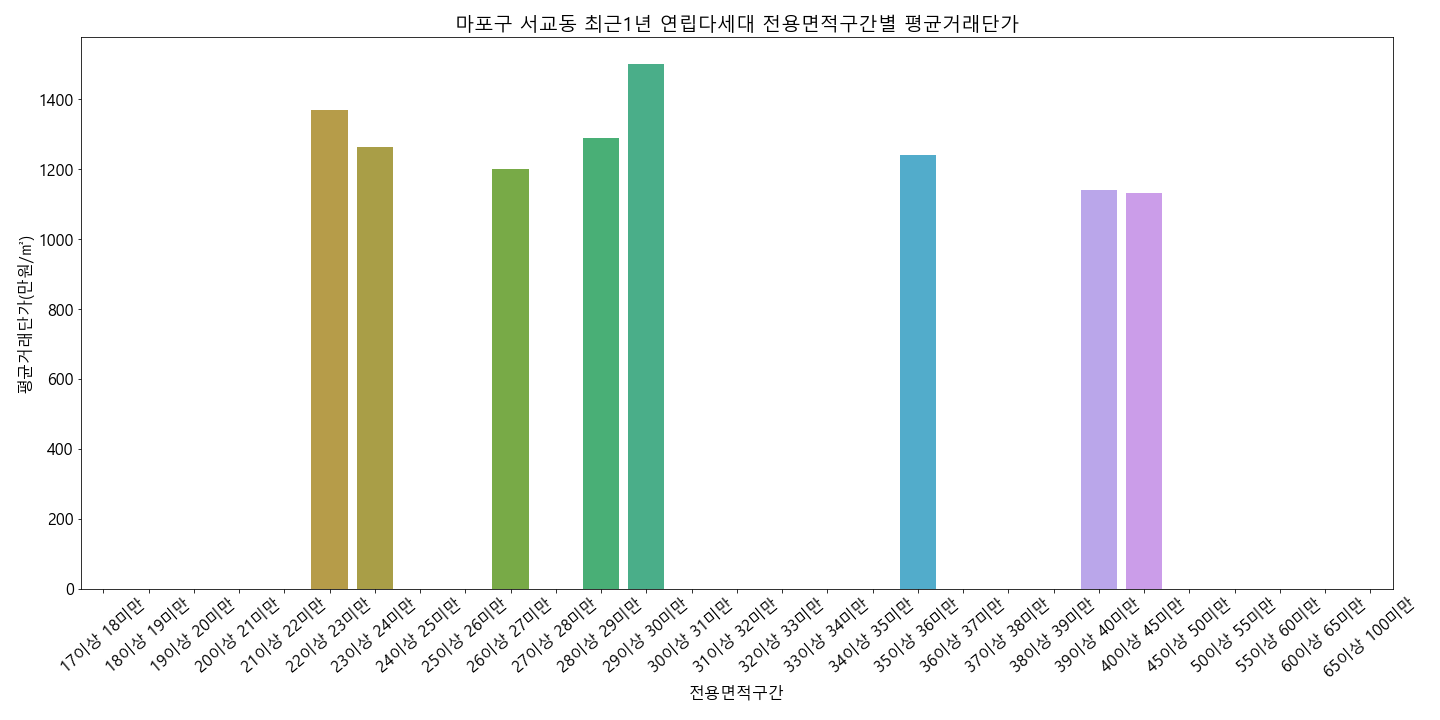 마포구 서교동 최근1년 연립다세대 전용면적구간별 평균거래단가
평균거래단가(만원/㎡)
1400
1200
1000
800
600
400
200
0
17이상 18미만
18이상 19미만
19이상 20미만
20이상 21미만
21이상 22미만
22이상 23미만
23이상 24미만
24이상 25미만
25이상 26미만
26이상 27미만
27이상 28미만
28이상 29미만
29이상 30미만
30이상 31미만
31이상 32미만
32이상 33미만
33이상 34미만
34이상 35미만
35이상 36미만
36이상 37미만
37이상 38미만
38이상 39미만
39이상 40미만
40이상 45미만
45이상 50미만
50이상 55미만
55이상 60미만
60이상 65미만
65이상 100미만
전용면적구간